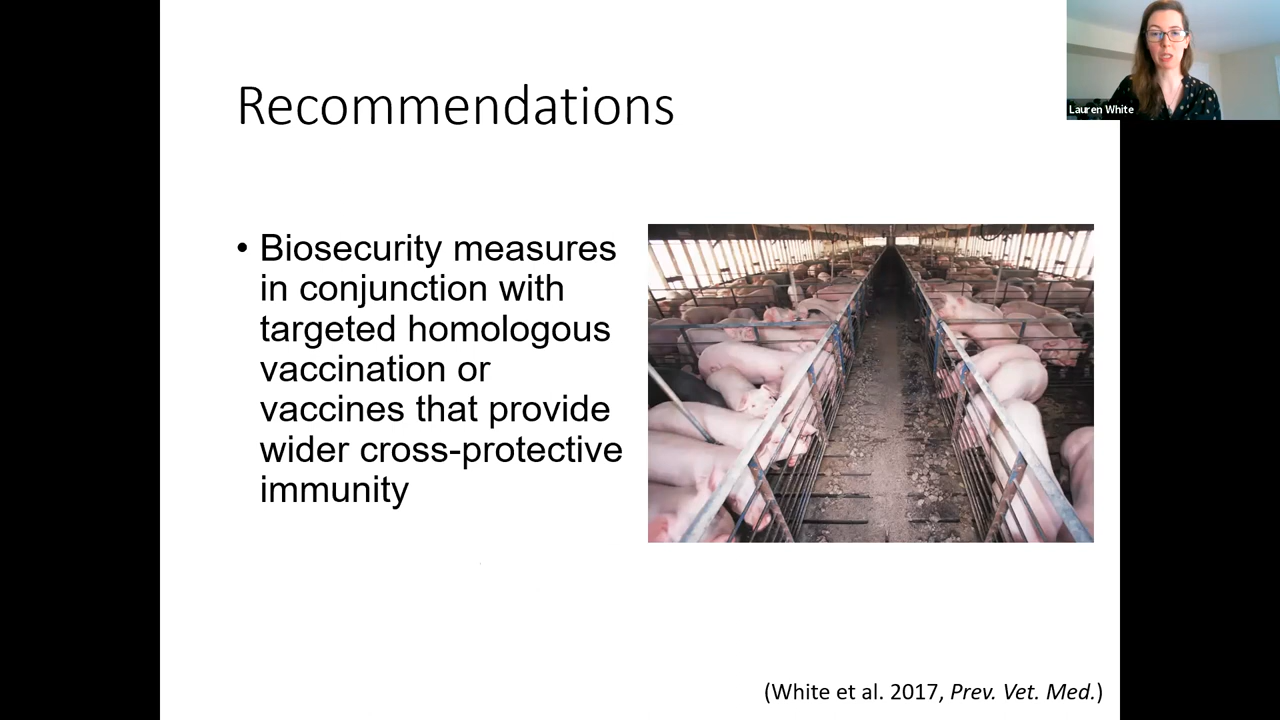 Lauren White
Recommendations
• Biosecurity measures
in conjunction with
targeted homologous
vaccination or
vaccines that provide
wider cross-protective
immunity
(White et al. 2017, Prev. Vet. Med.)